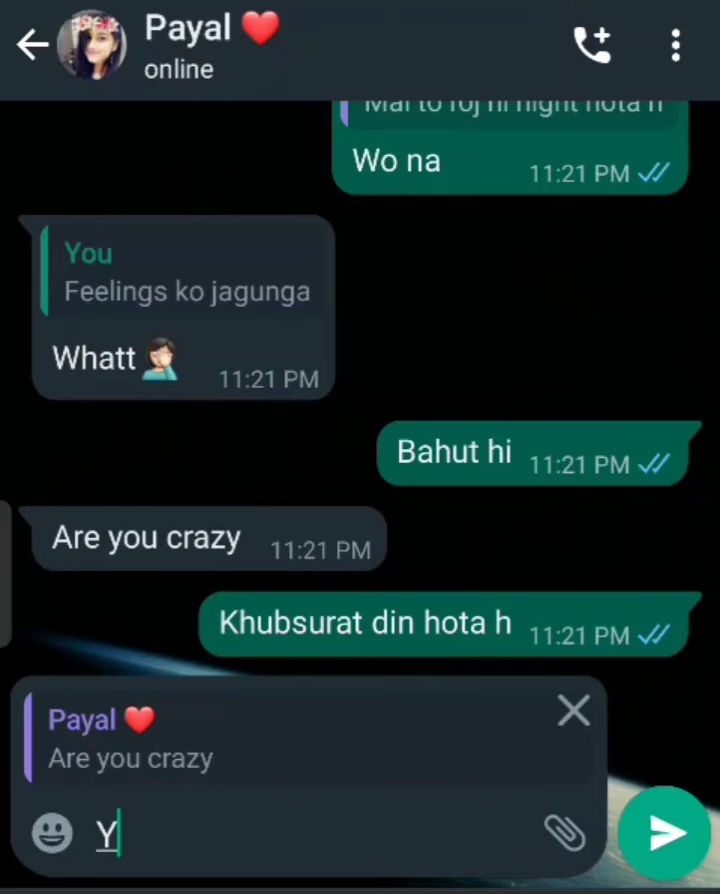 Payal ❤️
online
Mai to roj hi night hota h
Wo na
11:21 PM
You
Feelings ko jagunga
Whatt 🤦🏻‍♀️
11:21 PM
Bahut hi
11:21 PM
Are you crazy
11:21 PM
Khubsurat din hota h
11:21 PM
Payal ❤️
Are you crazy
Y